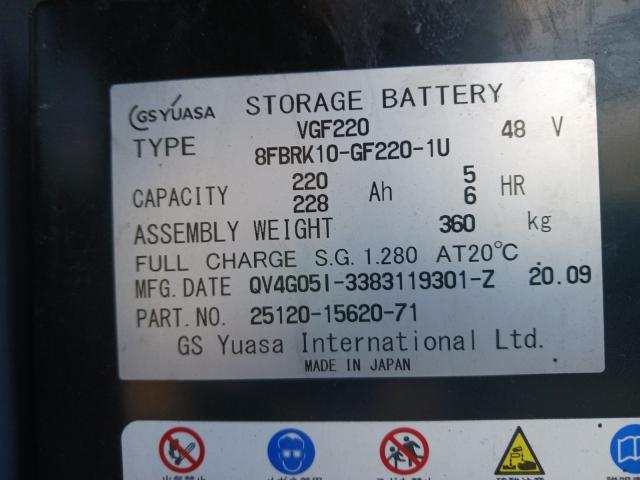 GS YUASA STORAGE BATTERY
TYPE VGF220 48 V
8FBRK10-GF220-1U
CAPACITY 220 Ah 5 HR
228 6
ASSEMBLY WEIGHT 360 kg
FULL CHARGE S.G. 1.280 AT20℃
MFG.DATE QV4G05I-3383119301-Z 20.09
PART.NO. 25120-15620-71
GS Yuasa International Ltd.
MADE IN JAPAN